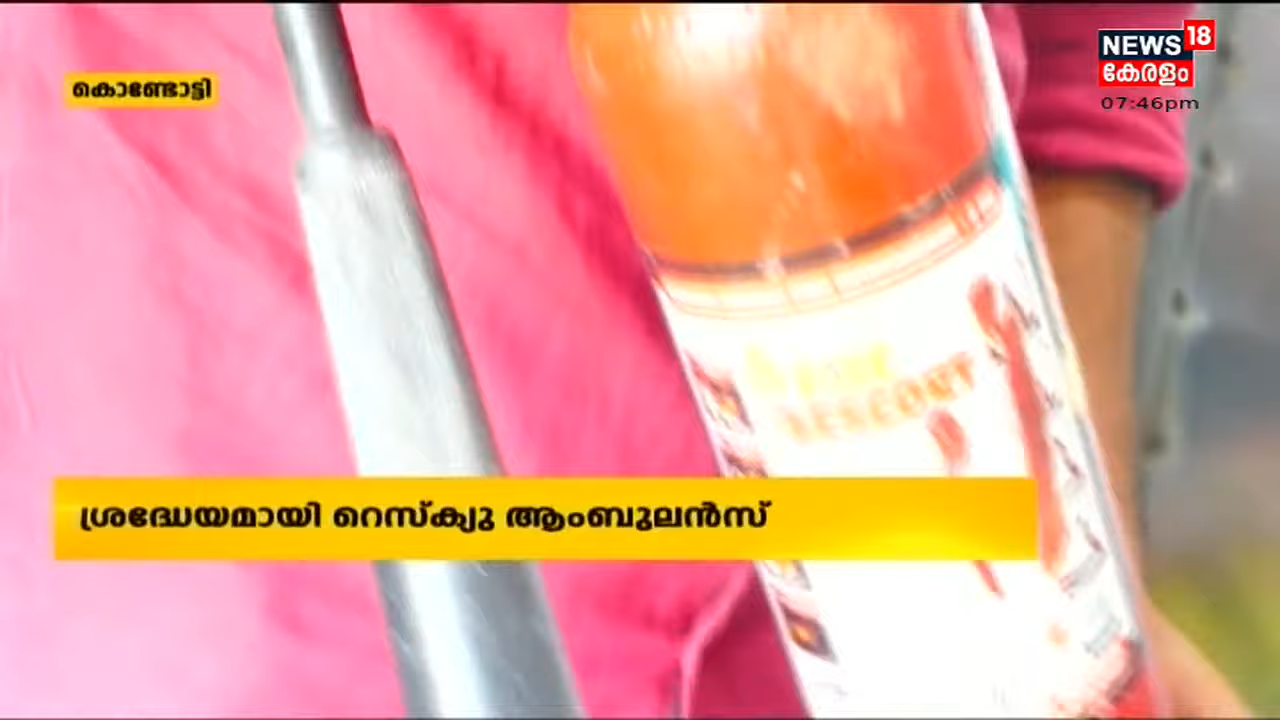 കൊണ്ടോട്ടി
NEWS 18
കേരളം
07:46pm
ശ്രദ്ധേയമായി റെസ്ക്യു ആംബുലൻസ്